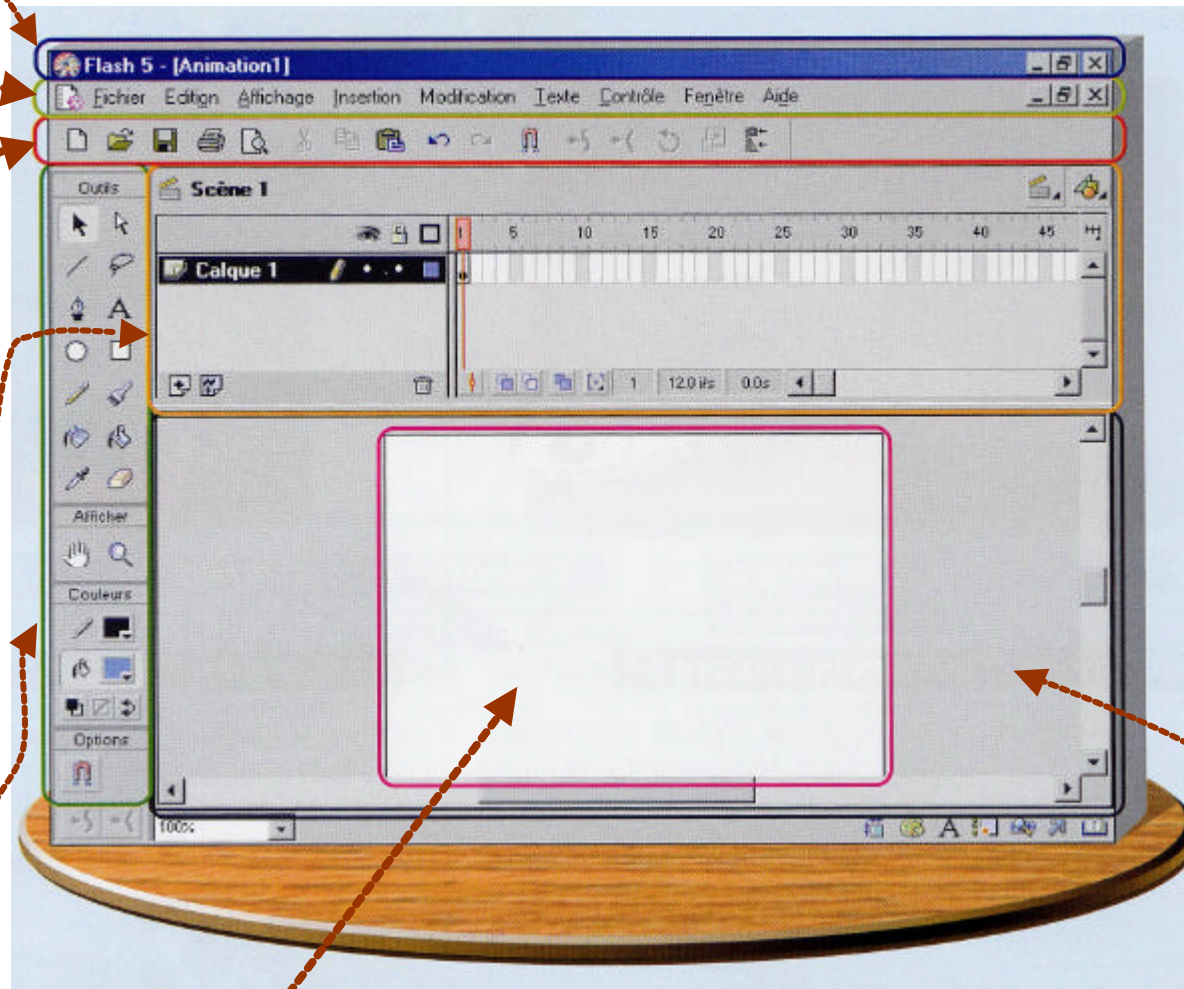 Flash 5 - [Animation1]
Fichier Edition Affichage Insertion Modification Texte Contrôle Fenêtre Aide
Outils
Scène 1
1 5 10 15 20 25 30 35 40 45
Calque 1
A
1 12.0 i/s 0.0s
Afficher
Couleurs
Options
100%
A